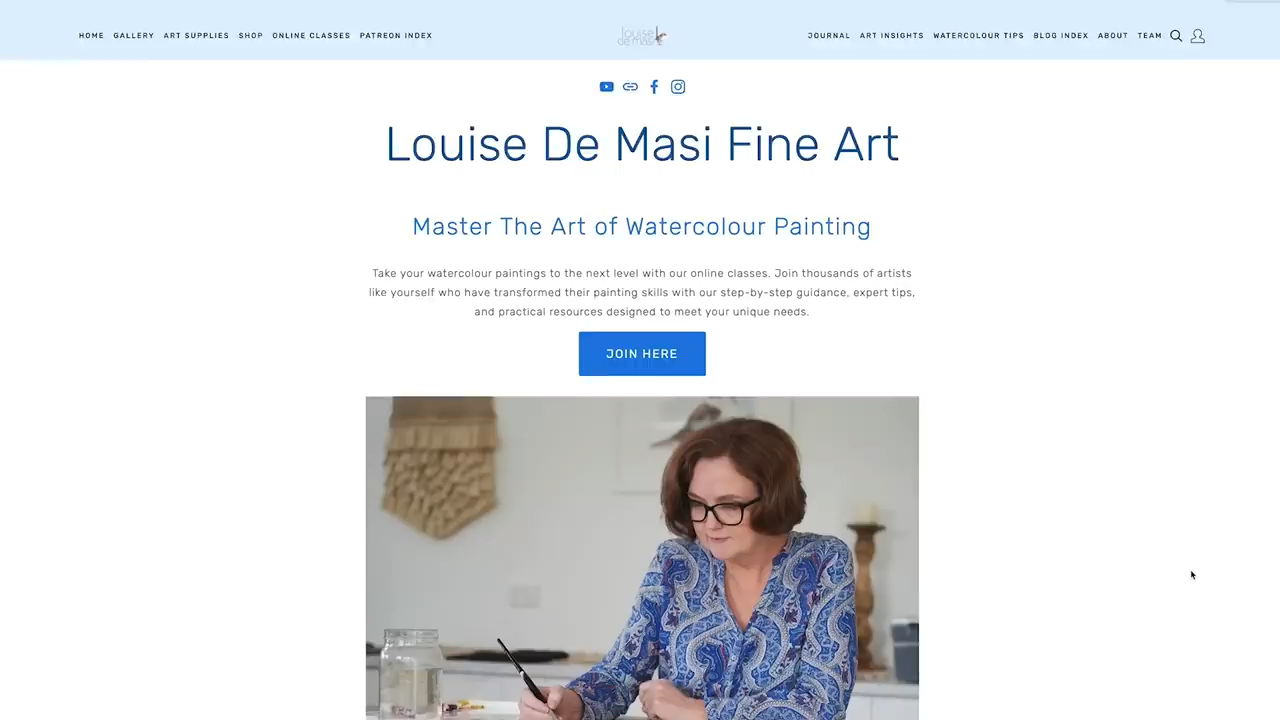 HOME GALLERY ART SUPPLIES SHOP ONLINE CLASSES PATREON INDEX
louise de masi
JOURNAL ART INSIGHTS WATERCOLOUR TIPS BLOG INDEX ABOUT TEAM
Louise De Masi Fine Art
Master The Art of Watercolour Painting
Take your watercolour paintings to the next level with our online classes. Join thousands of artists
like yourself who have transformed their painting skills with our step-by-step guidance, expert tips,
and practical resources designed to meet your unique needs.
JOIN HERE